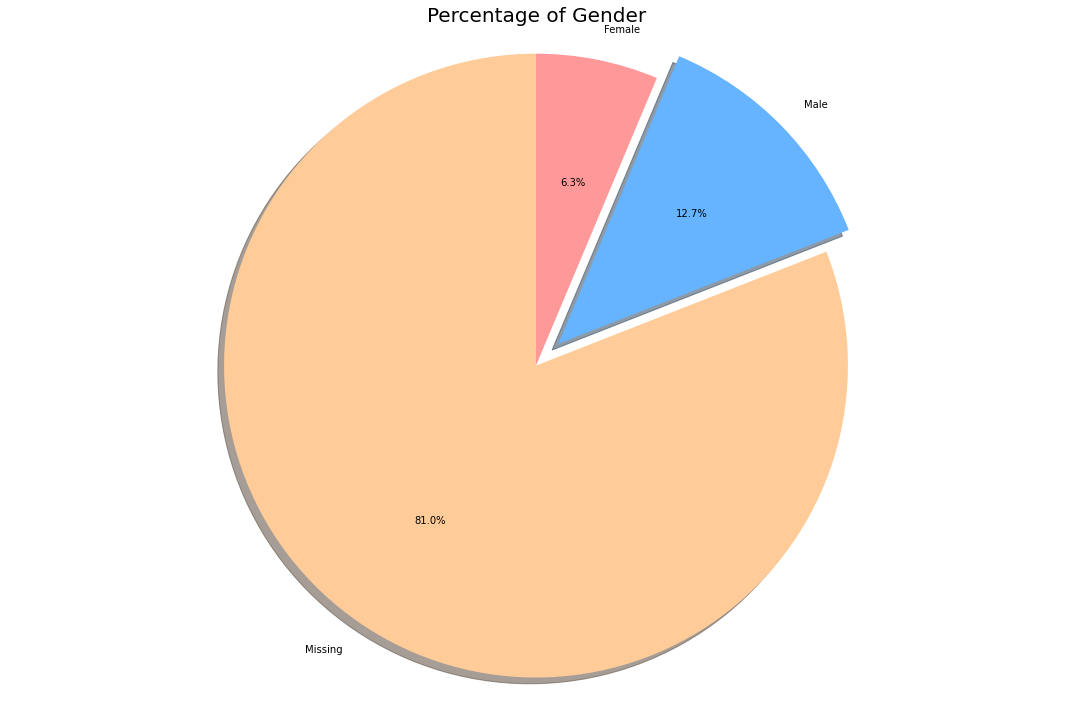 Percentage of Gender
Female
Male
6.3%
12.7%
81.0%
Missing